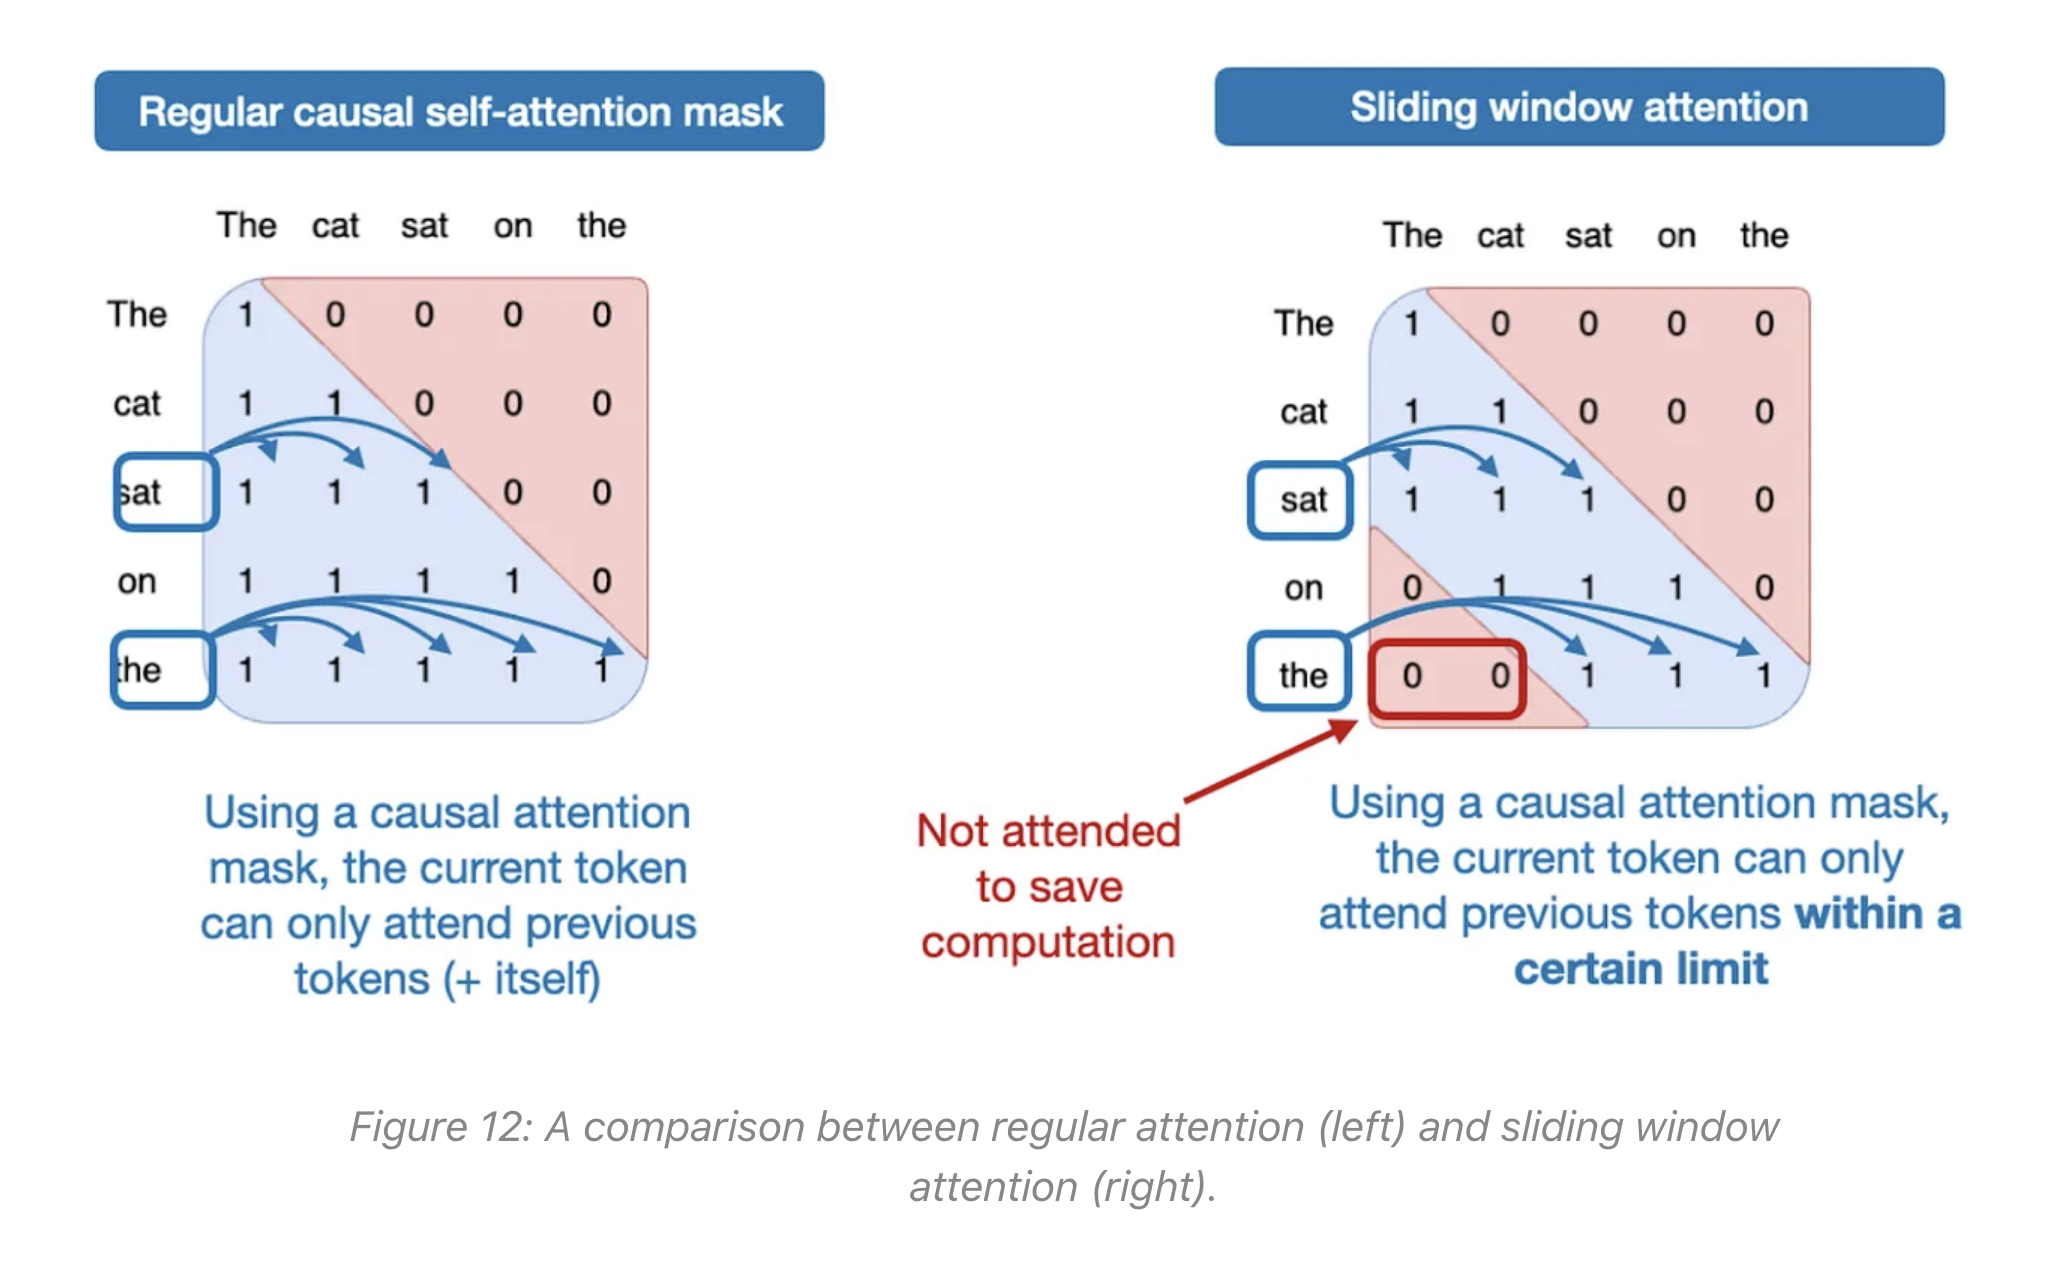 Regular causal self-attention mask
The cat sat on the
The 1 0 0 0 0
cat 1 1 0 0 0
sat 1 1 1 0 0
on 1 1 1 1 0
the 1 1 1 1 1
Using a causal attention
mask, the current token
can only attend previous
tokens (+ itself)
Sliding window attention
The cat sat on the
The 1 0 0 0 0
cat 1 1 0 0 0
sat 1 1 1 0 0
on 0 1 1 1 0
the 0 0 1 1 1
Not attended
to save
computation
Using a causal attention mask,
the current token can only
attend previous tokens within a
certain limit
Figure 12: A comparison between regular attention (left) and sliding window
attention (right).